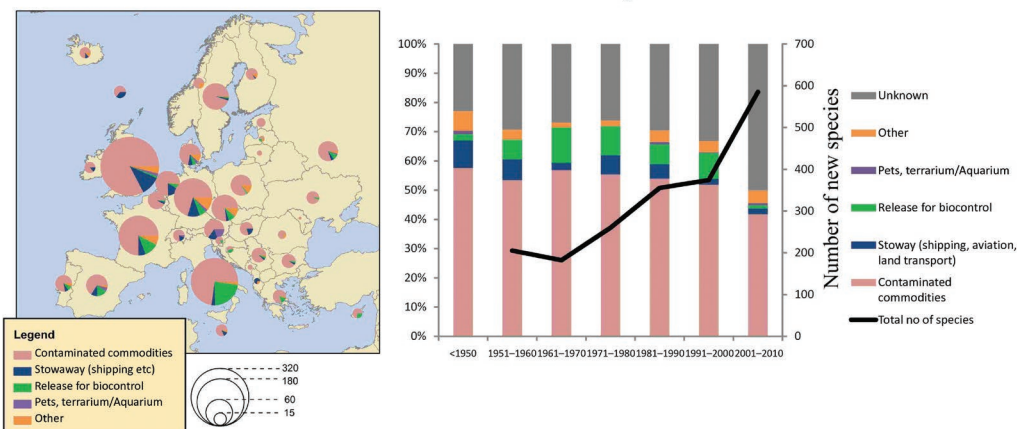 Legend
Contaminated commodities
Stowaway (shipping etc)
Release for biocontrol
Pets, terrarium/Aquarium
Other
320
180
60
15
100%
90%
80%
70%
60%
50%
40%
30%
20%
10%
0%
<1950
1951–1960
1961–1970
1971–1980
1981–1990
1991–2000
2001–2010
700
600
500
400
300
200
100
0
Number of new species
Unknown
Other
Pets, terrarium/Aquarium
Release for biocontrol
Stoway (shipping, aviation,
land transport)
Contaminated
commodities
Total no of species